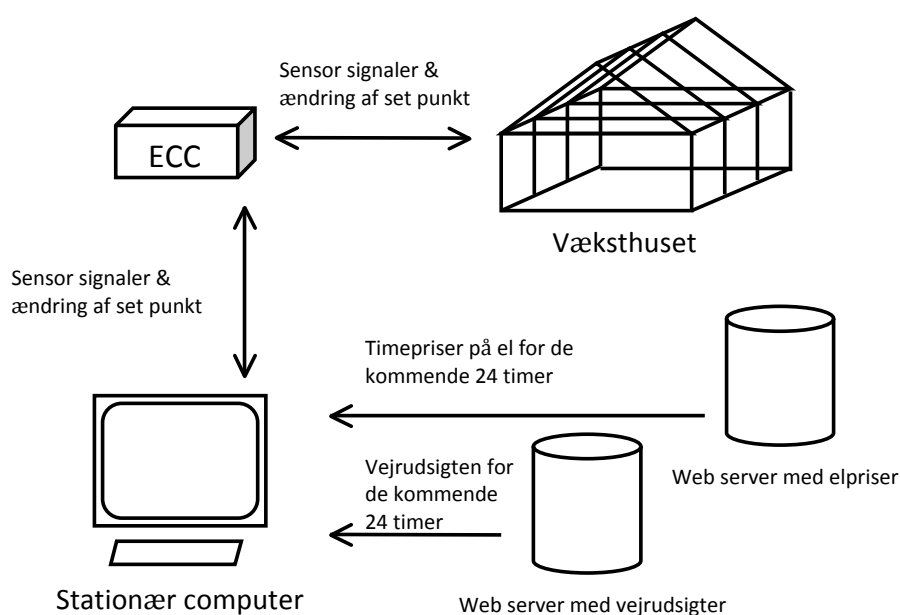 Sensor signaler &
ændring af set punkt
ECC
Væksthuset
Sensor signaler &
ændring af set punkt
Timepriser på el for de
kommende 24 timer
Web server med elpriser
Vejrudsigten for
de kommende
24 timer
Stationær computer
Web server med vejrudsigter